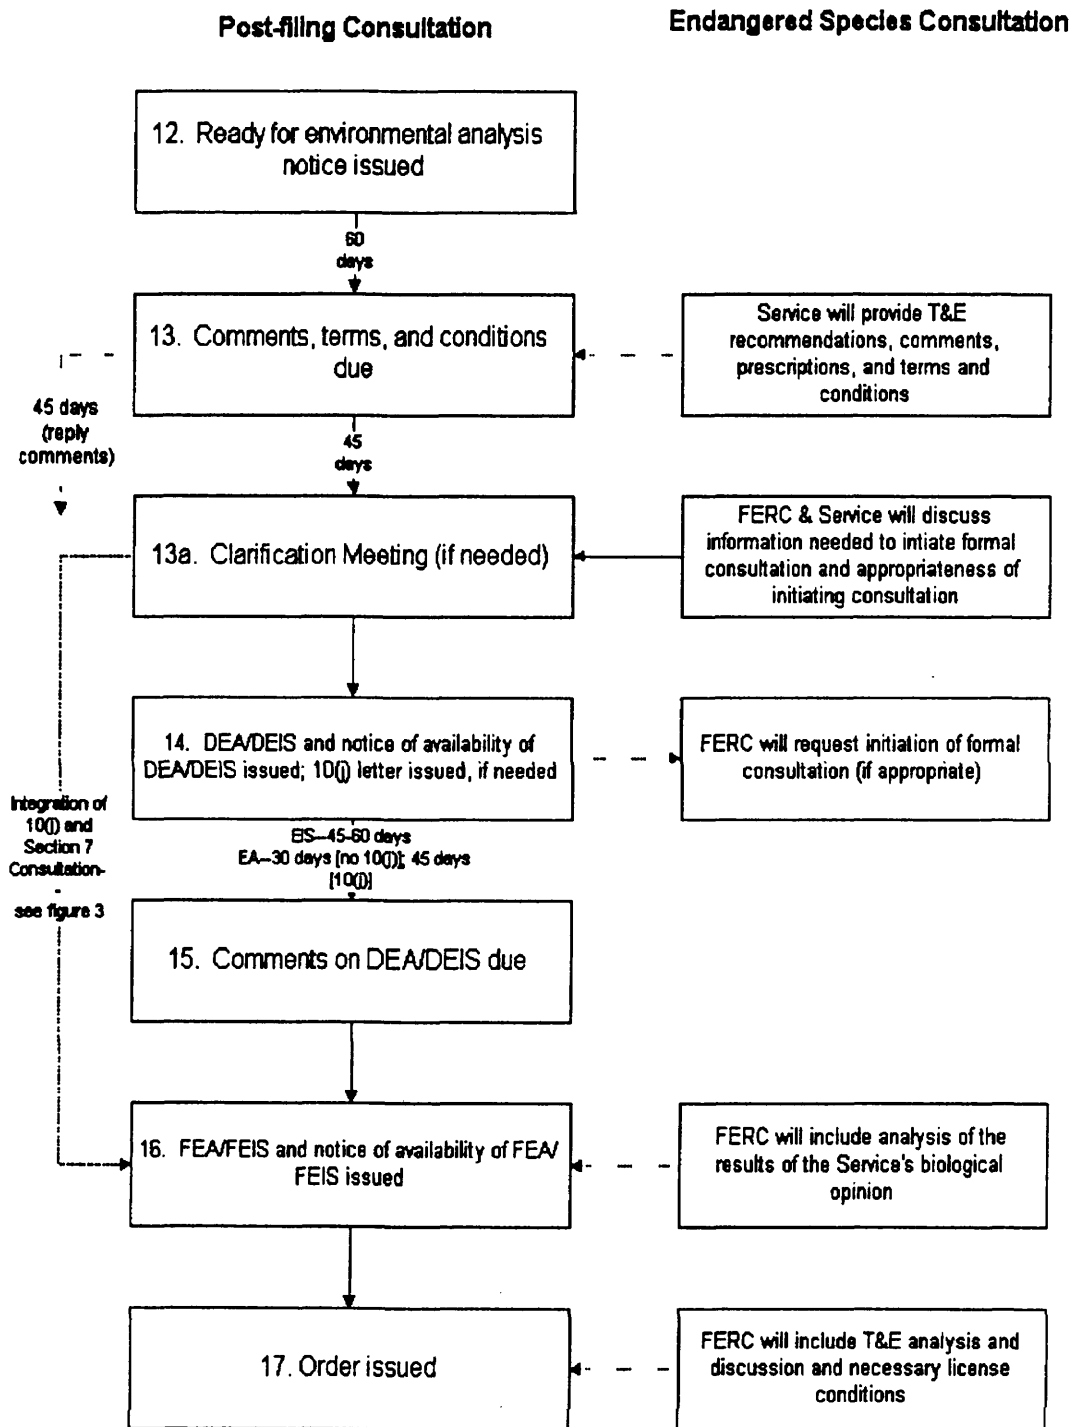 Post-filing Consultation
Endangered Species Consultation
12. Ready for environmental analysis
notice issued
60
days
13. Comments, terms, and conditions
due
Service will provide T&E
recommendations, comments,
prescriptions, and terms and
conditions
45 days
(reply
comments)
45
days
13a. Clarification Meeting (if needed)
FERC & Service will discuss
information needed to intiate formal
consultation and appropriateness of
initiating consultation
14. DEA/DEIS and notice of availability of
DEA/DEIS issued; 10(j) letter issued, if needed
FERC will request initiation of formal
consultation (if appropriate)
Integration of
10(j) and
Section 7
Consultation-
-
see figure 3
EIS--45-60 days
EA--30 days [no 10(j)]; 45 days
[10(j)]
15. Comments on DEA/DEIS due
16. FEA/FEIS and notice of availability of FEA/
FEIS issued
FERC will include analysis of the
results of the Service's biological
opinion
17. Order issued
FERC will include T&E analysis and
discussion and necessary license
conditions